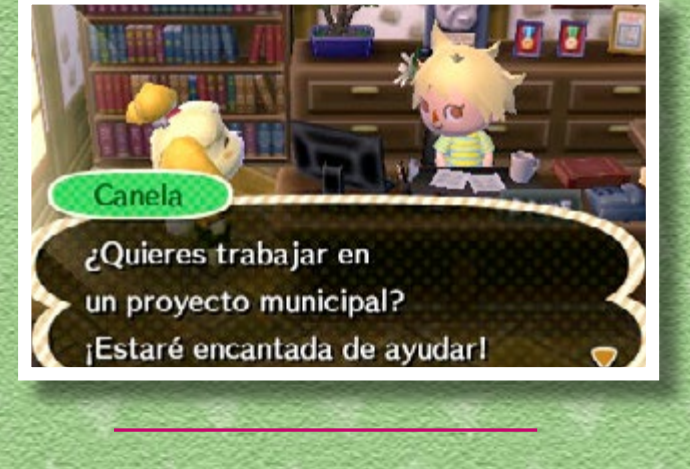 Canela
¿Quieres trabajar en
un proyecto municipal?
¡Estaré encantada de ayudar!